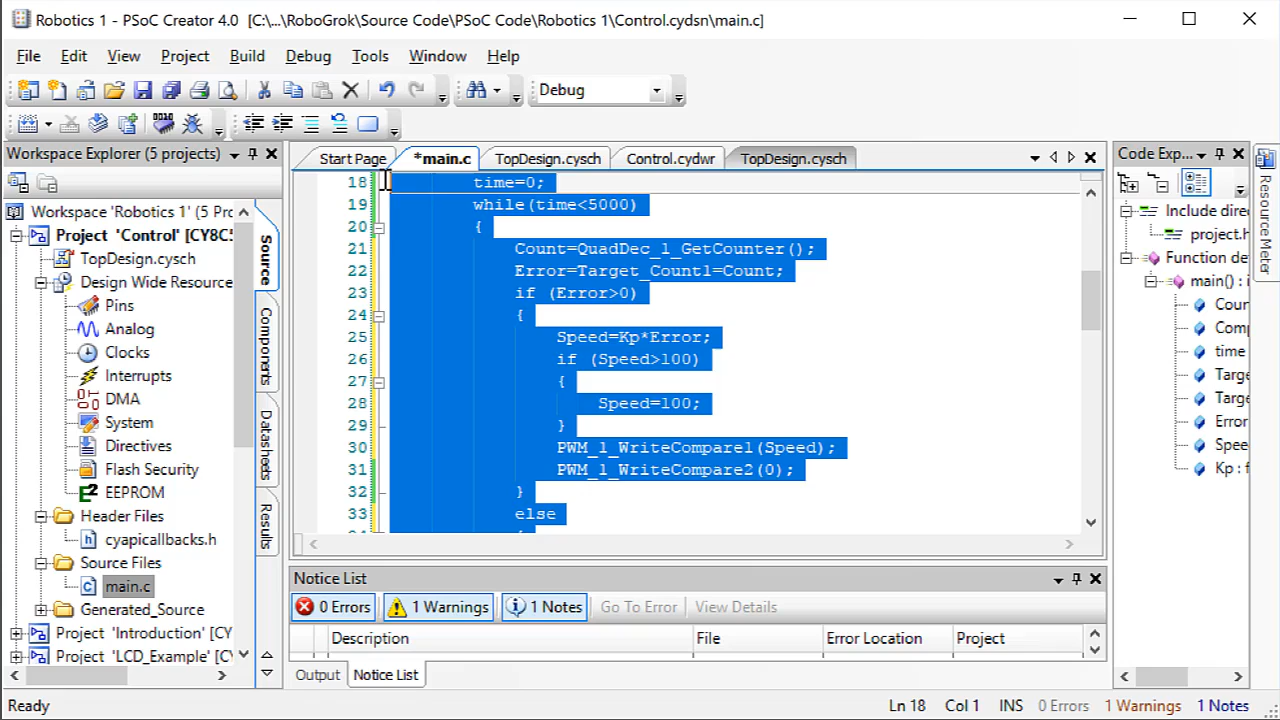 Robotics 1 - PSoC Creator 4.0 [C:\...\RoboGrok\Source Code\PSoC Code\Robotics 1\Control.cydsn\main.c]
File Edit View Project Build Debug Tools Window Help
Debug
Workspace Explorer (5 projects)
Start Page *main.c TopDesign.cysch Control.cydwr TopDesign.cysch
Code Exp...
Workspace 'Robotics 1' (5 Prc
Project 'Control' [CY8C5
TopDesign.cysch
Design Wide Resource
Pins
Analog
Clocks
Interrupts
DMA
System
Directives
Flash Security
EEPROM
Header Files
cyapicallbacks.h
Source Files
main.c
Generated_Source
Project 'Introduction' [CY
Project 'LCD_Example' [CY
Source
Components
Datasheets
Results
18 time=0;
19 while(time<5000)
20 {
21 Count=QuadDec_1_GetCounter();
22 Error=Target_Count1=Count;
23 if (Error>0)
24 {
25 Speed=Kp*Error;
26 if (Speed>100)
27 {
28 Speed=100;
29 }
30 PWM_1_WriteCompare1(Speed);
31 PWM_1_WriteCompare2(0);
32 }
33 else
Include direc
project.h
Function de
main() : i
Coun
Comp
time
Targe
Targe
Error
Spee
Kp : f
Resource Meter
Notice List
0 Errors 1 Warnings 1 Notes Go To Error View Details
Description File Error Location Project
Output Notice List
Ready Ln 18 Col 1 INS 0 Errors 1 Warnings 1 Notes